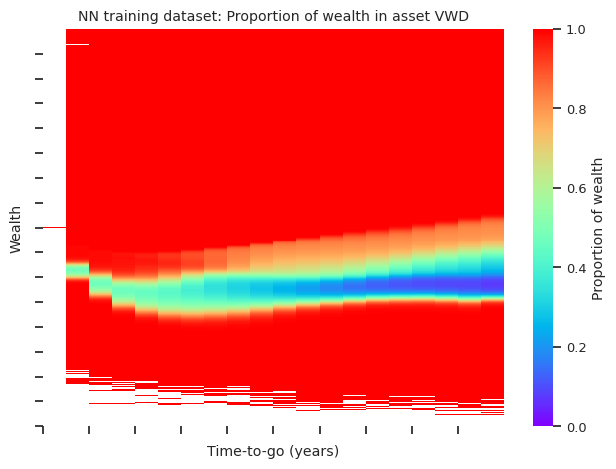 NN training dataset: Proportion of wealth in asset VWD
Wealth
Time-to-go (years)
1.0
0.8
0.6
0.4
0.2
0.0
Proportion of wealth